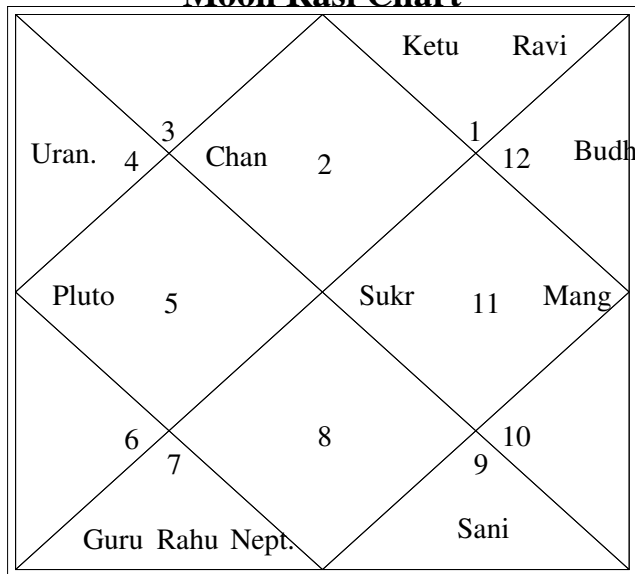 Moon Rasi Chart
Ketu Ravi
3 1
Uran. 4 Chan 2 12 Budh
Pluto 5 Sukr 11 Mang
6 8 10
7 9
Guru Rahu Nept. Sani